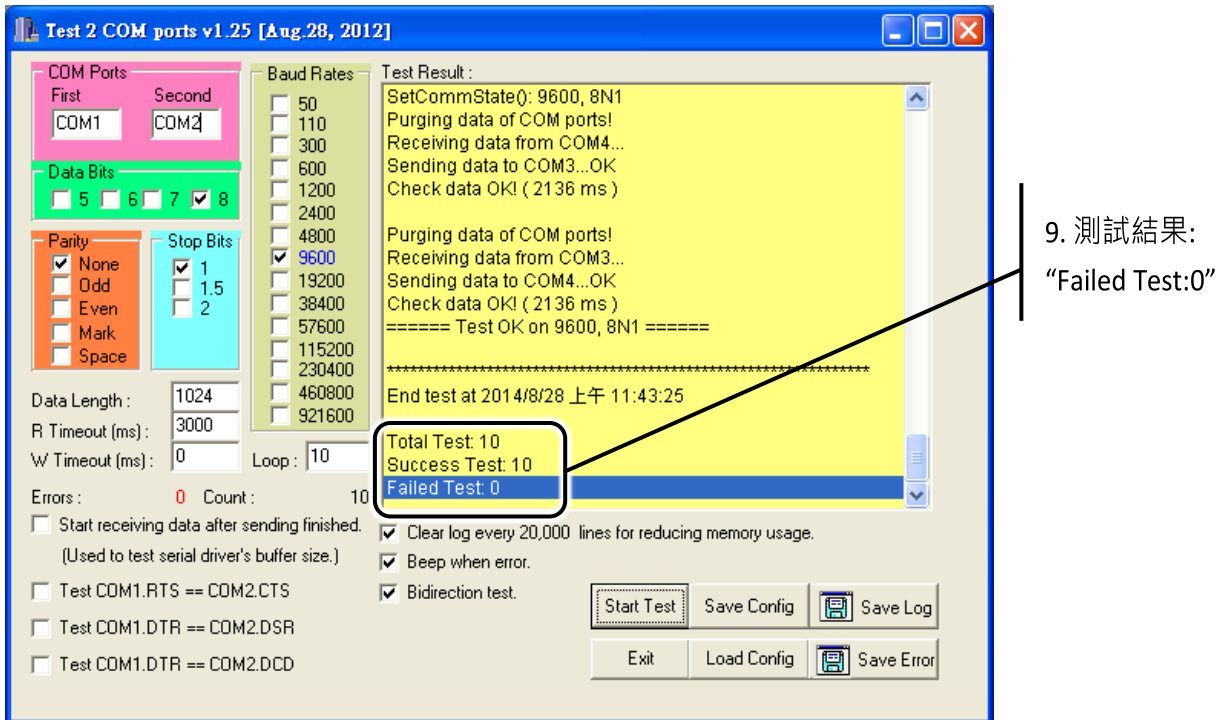 Test 2 COM ports v1.25 [Aug.28, 2012]
COM Ports
First Second
COM1 COM2
Data Bits
5 6 7 8
Parity
None
Odd
Even
Mark
Space
Stop Bits
1
1.5
2
Baud Rates
50
110
300
600
1200
2400
4800
9600
19200
38400
57600
115200
230400
460800
921600
Data Length : 1024
R Timeout (ms) : 3000
W Timeout (ms) : 0
Loop : 10
Errors : 0 Count : 10
Start receiving data after sending finished.
(Used to test serial driver's buffer size.)
Test COM1.RTS == COM2.CTS
Test COM1.DTR == COM2.DSR
Test COM1.DTR == COM2.DCD
Test Result :
SetCommState(): 9600, 8N1
Purging data of COM ports!
Receiving data from COM4...
Sending data to COM3...OK
Check data OK! ( 2136 ms )
Purging data of COM ports!
Receiving data from COM3...
Sending data to COM4...OK
Check data OK! ( 2136 ms )
====== Test OK on 9600, 8N1 ======
******************************************************************
End test at 2014/8/28 上午 11:43:25
Total Test: 10
Success Test: 10
Failed Test: 0
Clear log every 20,000 lines for reducing memory usage.
Beep when error.
Bidirection test.
Start Test Save Config Save Log
Exit Load Config Save Error
9. 測試結果:
“Failed Test:0”